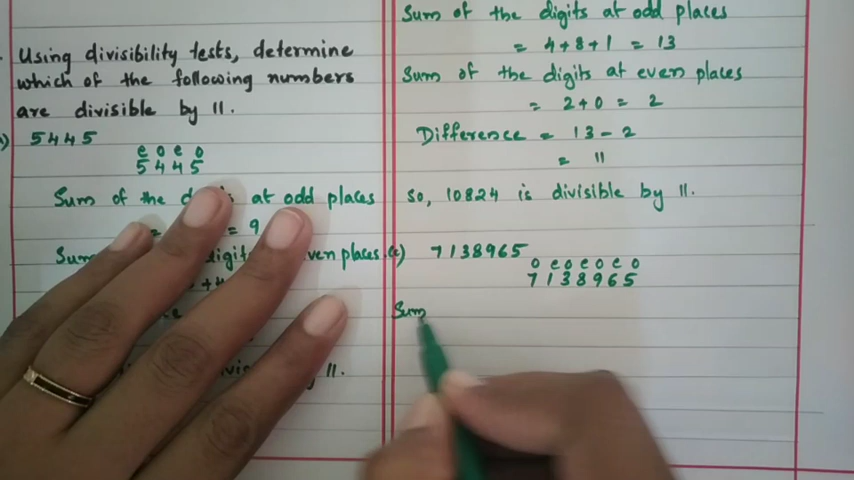 Using divisibility tests, determine
which of the following numbers
are divisible by 11.
5445
e o e o
5 4 4 5
Sum of the at odd places
= 9
Sum digit ven places.
+
by 11.
Sum of the digits at odd places
= 4+8+1 = 13
Sum of the digits at even places
= 2+0 = 2
Difference = 13-2
= 11
so, 10824 is divisible by 11.
(c) 7138965
o e o e o e o
7 1 3 8 9 6 5
Sum